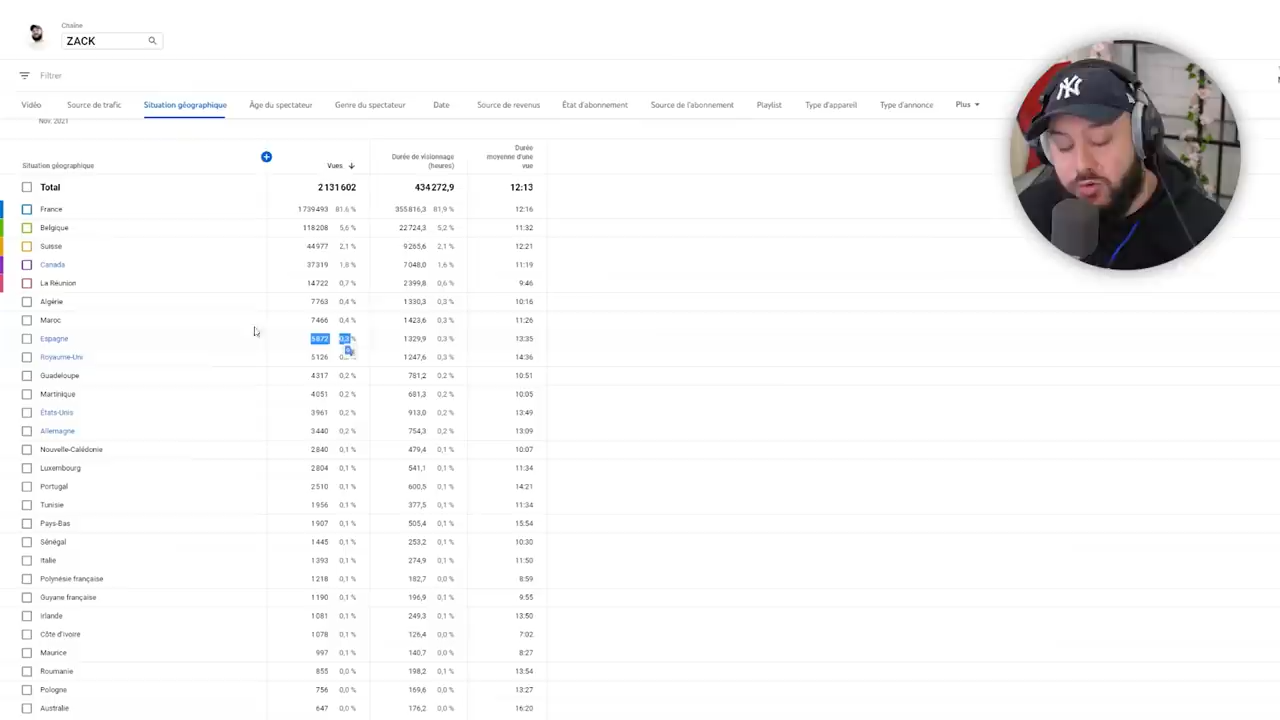 Chaîne
ZACK
Filtrer
Vidéo Source de trafic Situation géographique Âge du spectateur Genre du spectateur Date Source de revenus État d'abonnement Source de l'abonnement Playlist Type d'appareil Type d'annonce Plus
Nov. 2021
Situation géographique Vues Durée de visionnage (heures) Durée moyenne d'une vue
Total 2 131 602 434 272,9 12:13
France 1 739 493 81,6 % 355 816,3 81,9 % 12:16
Belgique 118 208 5,6 % 22 724,3 5,2 % 11:32
Suisse 44 977 2,1 % 9 265,6 2,1 % 12:21
Canada 37 319 1,8 % 7 048,0 1,6 % 11:19
La Réunion 14 722 0,7 % 2 399,8 0,6 % 9:46
Algérie 7 763 0,4 % 1 330,3 0,3 % 10:16
Maroc 7 466 0,4 % 1 423,6 0,3 % 11:26
Espagne 5 872 0,3 % 1 329,9 0,3 % 13:35
Royaume-Uni 5 126 1 247,6 0,3 % 14:36
Guadeloupe 4 317 0,2 % 781,2 0,2 % 10:51
Martinique 4 051 0,2 % 681,3 0,2 % 10:05
États-Unis 3 961 0,2 % 913,0 0,2 % 13:49
Allemagne 3 440 0,2 % 754,3 0,2 % 13:09
Nouvelle-Calédonie 2 840 0,1 % 479,4 0,1 % 10:07
Luxembourg 2 804 0,1 % 541,1 0,1 % 11:34
Portugal 2 510 0,1 % 600,5 0,1 % 14:21
Tunisie 1 956 0,1 % 377,5 0,1 % 11:34
Pays-Bas 1 907 0,1 % 505,4 0,1 % 15:54
Sénégal 1 445 0,1 % 253,2 0,1 % 10:30
Italie 1 393 0,1 % 274,9 0,1 % 11:50
Polynésie française 1 218 0,1 % 182,7 0,0 % 8:59
Guyane française 1 190 0,1 % 196,9 0,1 % 9:55
Irlande 1 081 0,1 % 249,3 0,1 % 13:50
Côte d'Ivoire 1 078 0,1 % 126,4 0,0 % 7:02
Maurice 997 0,1 % 140,7 0,0 % 8:27
Roumanie 855 0,0 % 198,2 0,1 % 13:54
Pologne 756 0,0 % 169,6 0,0 % 13:27
Australie 647 0,0 % 176,2 0,0 % 16:20